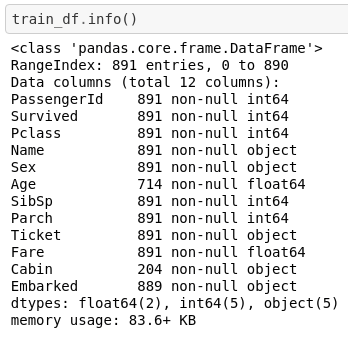 train_df.info()
<class 'pandas.core.frame.DataFrame'>
RangeIndex: 891 entries, 0 to 890
Data columns (total 12 columns):
PassengerId    891 non-null int64
Survived       891 non-null int64
Pclass         891 non-null int64
Name           891 non-null object
Sex            891 non-null object
Age            714 non-null float64
SibSp          891 non-null int64
Parch          891 non-null int64
Ticket         891 non-null object
Fare           891 non-null float64
Cabin          204 non-null object
Embarked       889 non-null object
dtypes: float64(2), int64(5), object(5)
memory usage: 83.6+ KB